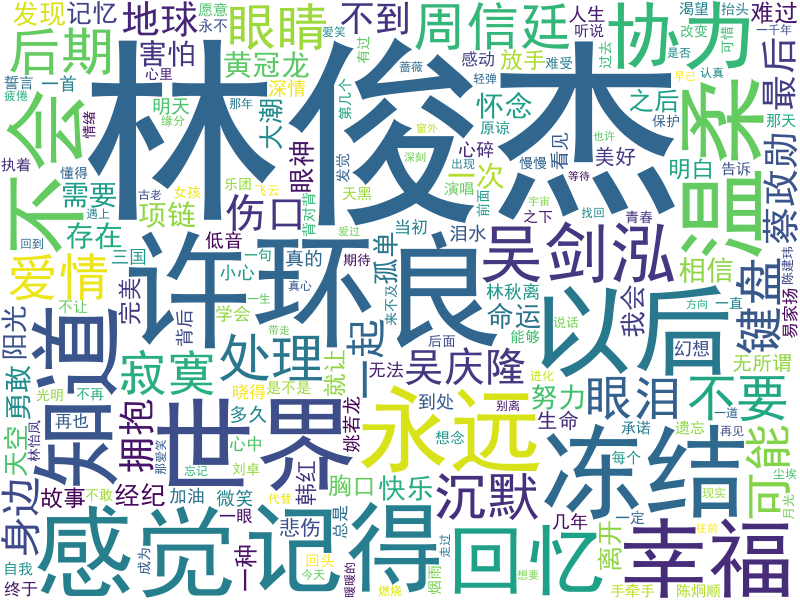 发现
记忆
地球
愿意
永不
眼睛
爱笑
不到
周信廷
人生
听说
协力
渴望
抬头
可惜
难过
一千年
后期
害怕
黄冠龙
有过
蔷薇
感动
放手
难受
过去
改变
是否
认真
最后
誓言
一首
疲倦
心里
林俊杰
深情
轻弹
早已
明天
那年
缘分
大潮
第几个
怀念
之后
保护
那天
不会
情绪
眼神
发觉
窗外
原谅
看见
温柔
执着
懂得
心碎
慢慢
美好
也许
明白
告诉
蔡政勋
需要
古老
女孩
乐团
飞云
天黑
深刻
出现
等待
一次
演唱
前面
宇宙
遇上
项链
伤口
背对背
爱过
当初
泪水
之下
找回
青春
回到
存在
低音
许环良
吴剑泓
相信
陈建玮
三国
一句
真的
期待
孤单
爱情
完美
小心
一生
真心
来不及
林秋离
命运
以后
我会
方向
一直
键盘
易家扬
阳光
不让
知道
背后
学会
带走
一起
后面
能够
说话
幻想
处理
无法
吴庆隆
无所谓
寂寞
就让
勇敢
光明
不再
晓得
是不是
进化
眼泪
不要
天空
林怡凤
再也
拥抱
那爱笑
世界
多久
姚若龙
永远
到处
别离
努力
一道
心中
想念
生命
承诺
遗忘
再见
身边
故事
不敢
经纪
忘记
刘卓
加油
微笑
代替
韩红
胸口
快乐
沉默
冻结
每个
可能
尘埃
现实
月光
感觉
一眼
悲伤
总是
记得
几年
一定
往前
自我
终于
成为
一种
回头
今天
暖暖的
燃烧
走过
烟雨
回忆
想要
离开
手牵手
幸福
陈炯顺